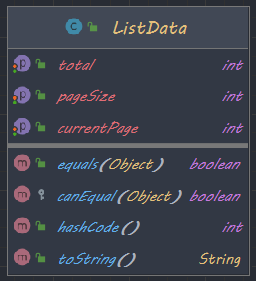 ListData
total int
pageSize int
currentPage int
equals(Object) boolean
canEqual(Object) boolean
hashCode() int
toString() String